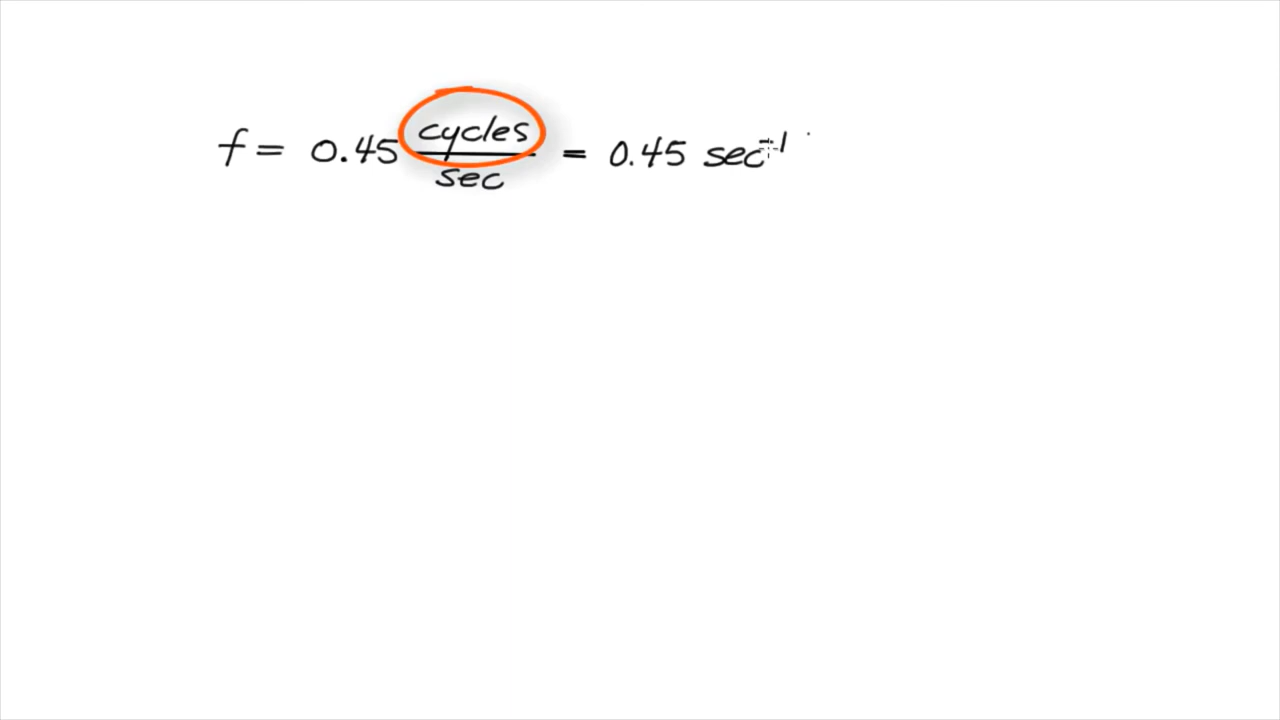 f = 0.45 cycles/sec = 0.45 sec⁻¹